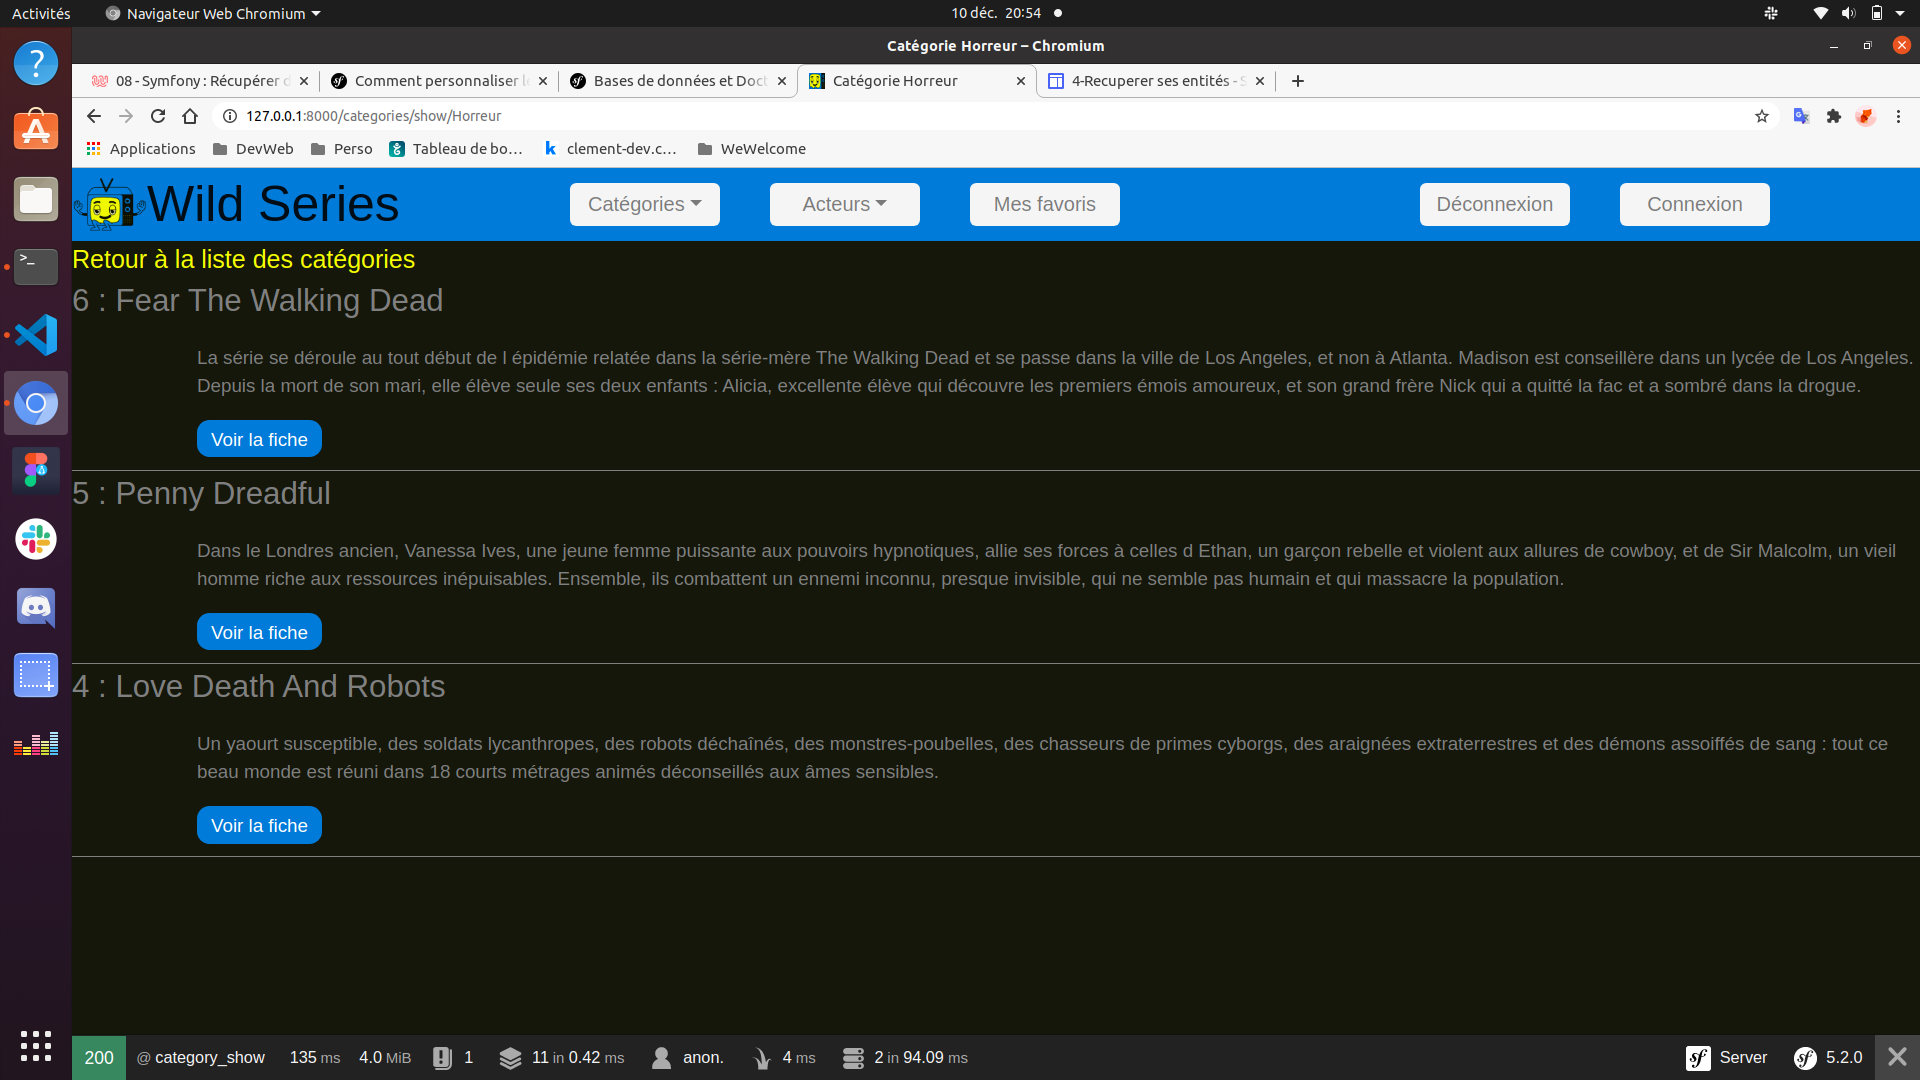 Activités
Navigateur Web Chromium
10 déc. 20:54
Catégorie Horreur – Chromium
08 - Symfony : Récupérer d
Comment personnaliser l
Bases de données et Doct
Catégorie Horreur
4-Recuperer ses entités - S
127.0.0.1:8000/categories/show/Horreur
Applications
DevWeb
Perso
Tableau de bo…
clement-dev.c…
WeWelcome
Wild Series
Catégories
Acteurs
Mes favoris
Déconnexion
Connexion
Retour à la liste des catégories
6 : Fear The Walking Dead
La série se déroule au tout début de l épidémie relatée dans la série-mère The Walking Dead et se passe dans la ville de Los Angeles, et non à Atlanta. Madison est conseillère dans un lycée de Los Angeles.
Depuis la mort de son mari, elle élève seule ses deux enfants : Alicia, excellente élève qui découvre les premiers émois amoureux, et son grand frère Nick qui a quitté la fac et a sombré dans la drogue.
Voir la fiche
5 : Penny Dreadful
Dans le Londres ancien, Vanessa Ives, une jeune femme puissante aux pouvoirs hypnotiques, allie ses forces à celles d Ethan, un garçon rebelle et violent aux allures de cowboy, et de Sir Malcolm, un vieil
homme riche aux ressources inépuisables. Ensemble, ils combattent un ennemi inconnu, presque invisible, qui ne semble pas humain et qui massacre la population.
Voir la fiche
4 : Love Death And Robots
Un yaourt susceptible, des soldats lycanthropes, des robots déchaînés, des monstres-poubelles, des chasseurs de primes cyborgs, des araignées extraterrestres et des démons assoiffés de sang : tout ce
beau monde est réuni dans 18 courts métrages animés déconseillés aux âmes sensibles.
Voir la fiche
200
@ category_show
135 ms
4.0 MiB
1
11 in 0.42 ms
anon.
4 ms
2 in 94.09 ms
Server
5.2.0